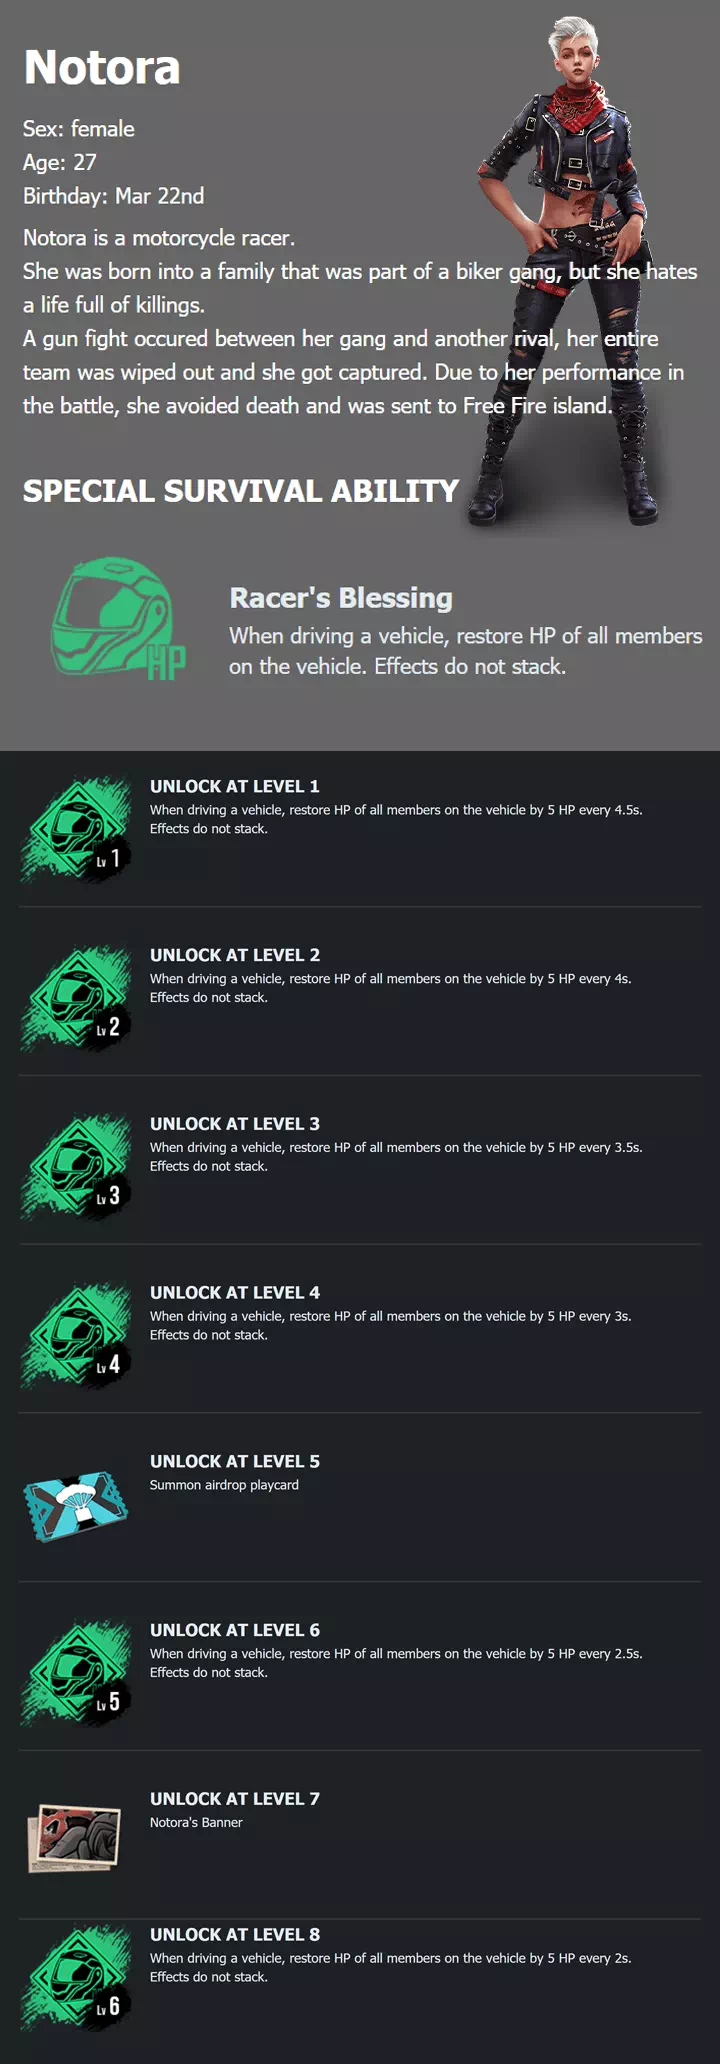 Notora
Sex: female
Age: 27
Birthday: Mar 22nd
Notora is a motorcycle racer.
She was born into a family that was part of a biker gang, but she hates
a life full of killings.
A gun fight occured between her gang and another rival, her entire
team was wiped out and she got captured. Due to her performance in
the battle, she avoided death and was sent to Free Fire island.
SPECIAL SURVIVAL ABILITY
HP
Racer's Blessing
When driving a vehicle, restore HP of all members
on the vehicle. Effects do not stack.
UNLOCK AT LEVEL 1
When driving a vehicle, restore HP of all members on the vehicle by 5 HP every 4.5s.
Effects do not stack.
Lv 1
UNLOCK AT LEVEL 2
When driving a vehicle, restore HP of all members on the vehicle by 5 HP every 4s.
Effects do not stack.
Lv 2
UNLOCK AT LEVEL 3
When driving a vehicle, restore HP of all members on the vehicle by 5 HP every 3.5s.
Effects do not stack.
Lv 3
UNLOCK AT LEVEL 4
When driving a vehicle, restore HP of all members on the vehicle by 5 HP every 3s.
Effects do not stack.
Lv 4
UNLOCK AT LEVEL 5
Summon airdrop playcard
UNLOCK AT LEVEL 6
When driving a vehicle, restore HP of all members on the vehicle by 5 HP every 2.5s.
Effects do not stack.
Lv 5
UNLOCK AT LEVEL 7
Notora's Banner
UNLOCK AT LEVEL 8
When driving a vehicle, restore HP of all members on the vehicle by 5 HP every 2s.
Effects do not stack.
Lv 6